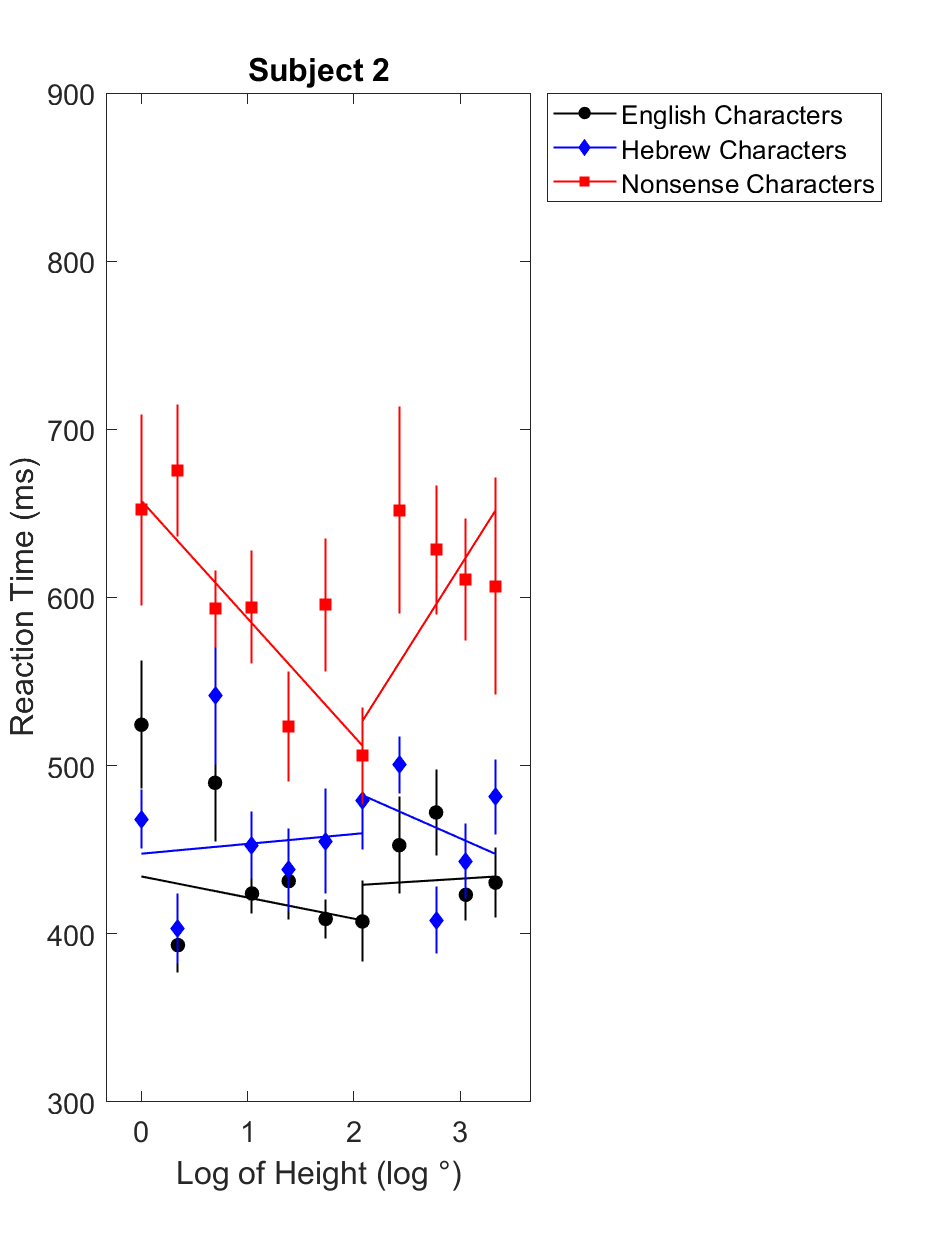 Subject 2
900
800
700
600
500
400
300
0 1 2 3
Reaction Time (ms)
Log of Height (log °)
English Characters
Hebrew Characters
Nonsense Characters